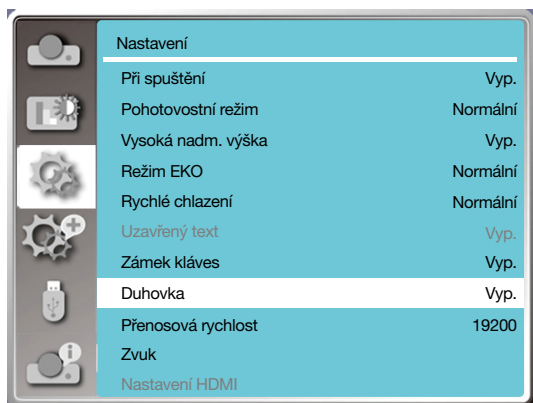 Nastavení
Při spuštění Vyp.
Pohotovostní režim Normální
Vysoká nadm. výška Vyp.
Režim EKO Normální
Rychlé chlazení Normální
Uzavřený text Vyp.
Zámek kláves Vyp.
Duhovka Vyp.
Přenosová rychlost 19200
Zvuk
Nastavení HDMI